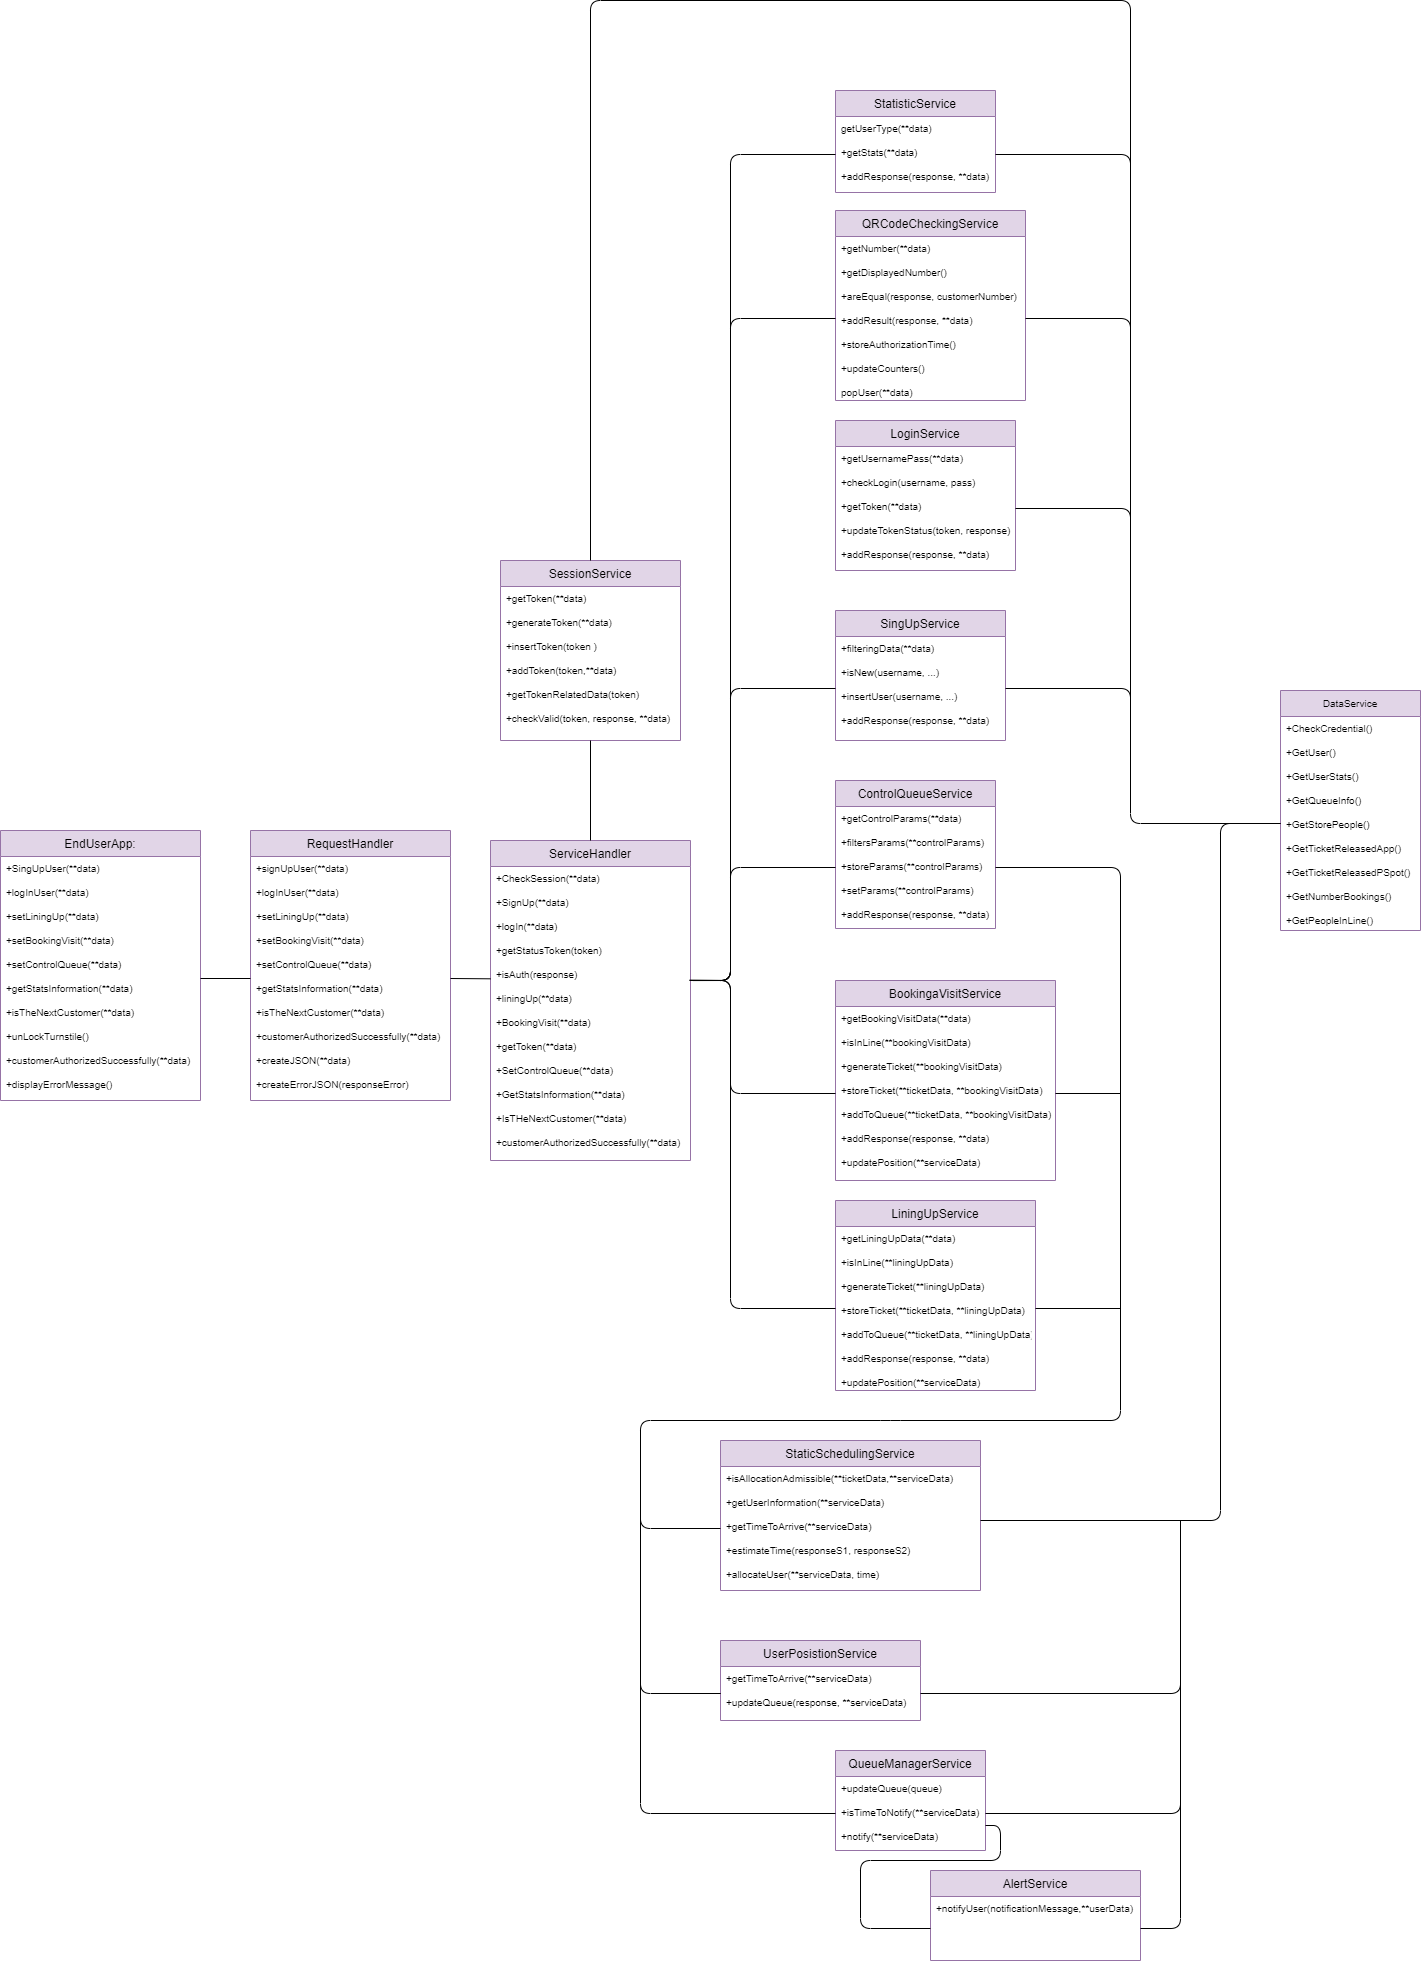 StatisticService
getUserType(**data)
+getStats(**data)
+addResponse(response, **data)
QRCodeCheckingService
+getNumber(**data)
+getDisplayedNumber()
+areEqual(response, customerNumber)
+addResult(response, **data)
+storeAuthorizationTime()
+updateCounters()
popUser(**data)
LoginService
+getUsernamePass(**data)
+checkLogin(username, pass)
+getToken(**data)
+updateTokenStatus(token, response)
+addResponse(response, **data)
SessionService
+getToken(**data)
+generateToken(**data)
+insertToken(token )
+addToken(token,**data)
+getTokenRelatedData(token)
+checkValid(token, response, **data)
SingUpService
+filteringData(**data)
+isNew(username, ...)
+insertUser(username, ...)
+addResponse(response, **data)
DataService
+CheckCredential()
+GetUser()
+GetUserStats()
+GetQueueInfo()
+GetStorePeople()
+GetTicketReleasedApp()
+GetTicketReleasedPSpot()
+GetNumberBookings()
+GetPeopleInLine()
ControlQueueService
+getControlParams(**data)
+filtersParams(**controlParams)
+storeParams(**controlParams)
+setParams(**controlParams)
+addResponse(response, **data)
EndUserApp:
+SingUpUser(**data)
+logInUser(**data)
+setLiningUp(**data)
+setBookingVisit(**data)
+setControlQueue(**data)
+getStatsInformation(**data)
+isTheNextCustomer(**data)
+unLockTurnstile()
+customerAuthorizedSuccessfully(**data)
+displayErrorMessage()
RequestHandler
+signUpUser(**data)
+logInUser(**data)
+setLiningUp(**data)
+setBookingVisit(**data)
+setControlQueue(**data)
+getStatsInformation(**data)
+isTheNextCustomer(**data)
+customerAuthorizedSuccessfully(**data)
+createJSON(**data)
+createErrorJSON(responseError)
ServiceHandler
+CheckSession(**data)
+SignUp(**data)
+logIn(**data)
+getStatusToken(token)
+isAuth(response)
+liningUp(**data)
+BookingVisit(**data)
+getToken(**data)
+SetControlQueue(**data)
+GetStatsInformation(**data)
+IsTHeNextCustomer(**data)
+customerAuthorizedSuccessfully(**data)
BookingaVisitService
+getBookingVisitData(**data)
+isInLine(**bookingVisitData)
+generateTicket(**bookingVisitData)
+storeTicket(**ticketData, **bookingVisitData)
+addToQueue(**ticketData, **bookingVisitData)
+addResponse(response, **data)
+updatePosition(**serviceData)
LiningUpService
+getLiningUpData(**data)
+isInLine(**liningUpData)
+generateTicket(**liningUpData)
+storeTicket(**ticketData, **liningUpData)
+addToQueue(**ticketData, **liningUpData
+addResponse(response, **data)
+updatePosition(**serviceData)
StaticSchedulingService
+isAllocationAdmissible(**ticketData,**serviceData)
+getUserInformation(**serviceData)
+getTimeToArrive(**serviceData)
+estimateTime(responseS1, responseS2)
+allocateUser(**serviceData, time)
UserPosistionService
+getTimeToArrive(**serviceData)
+updateQueue(response, **serviceData)
QueueManagerService
+updateQueue(queue)
+isTimeToNotify(**serviceData)
+notify(**serviceData)
AlertService
+notifyUser(notificationMessage,**userData)